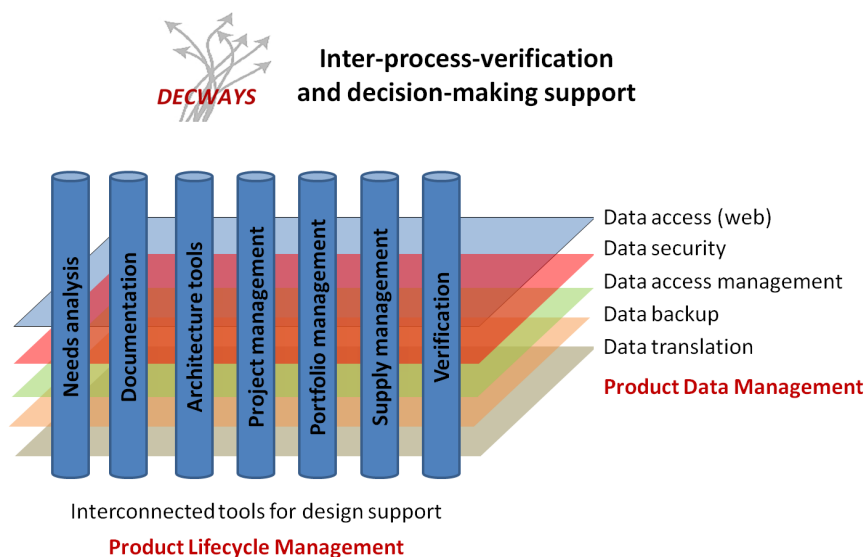 Inter-process-verification
and decision-making support
DECWAYS
Needs analysis
Documentation
Architecture tools
Project management
Portfolio management
Supply management
Verification
Data access (web)
Data security
Data access management
Data backup
Data translation
Product Data Management
Interconnected tools for design support
Product Lifecycle Management